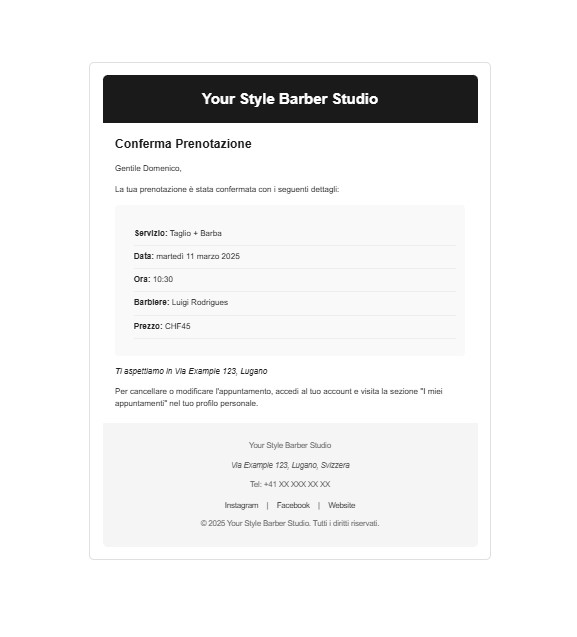 Your Style Barber Studio
Conferma Prenotazione
Gentile Domenico,
La tua prenotazione è stata confermata con i seguenti dettagli:
Servizio: Taglio + Barba
Data: martedì 11 marzo 2025
Ora: 10:30
Barbiere: Luigi Rodrigues
Prezzo: CHF45
Ti aspettiamo in Via Example 123, Lugano
Per cancellare o modificare l'appuntamento, accedi al tuo account e visita la sezione "I miei
appuntamenti" nel tuo profilo personale.
Your Style Barber Studio
Via Example 123, Lugano, Svizzera
Tel: +41 XX XXX XX XX
Instagram | Facebook | Website
© 2025 Your Style Barber Studio. Tutti i diritti riservati.